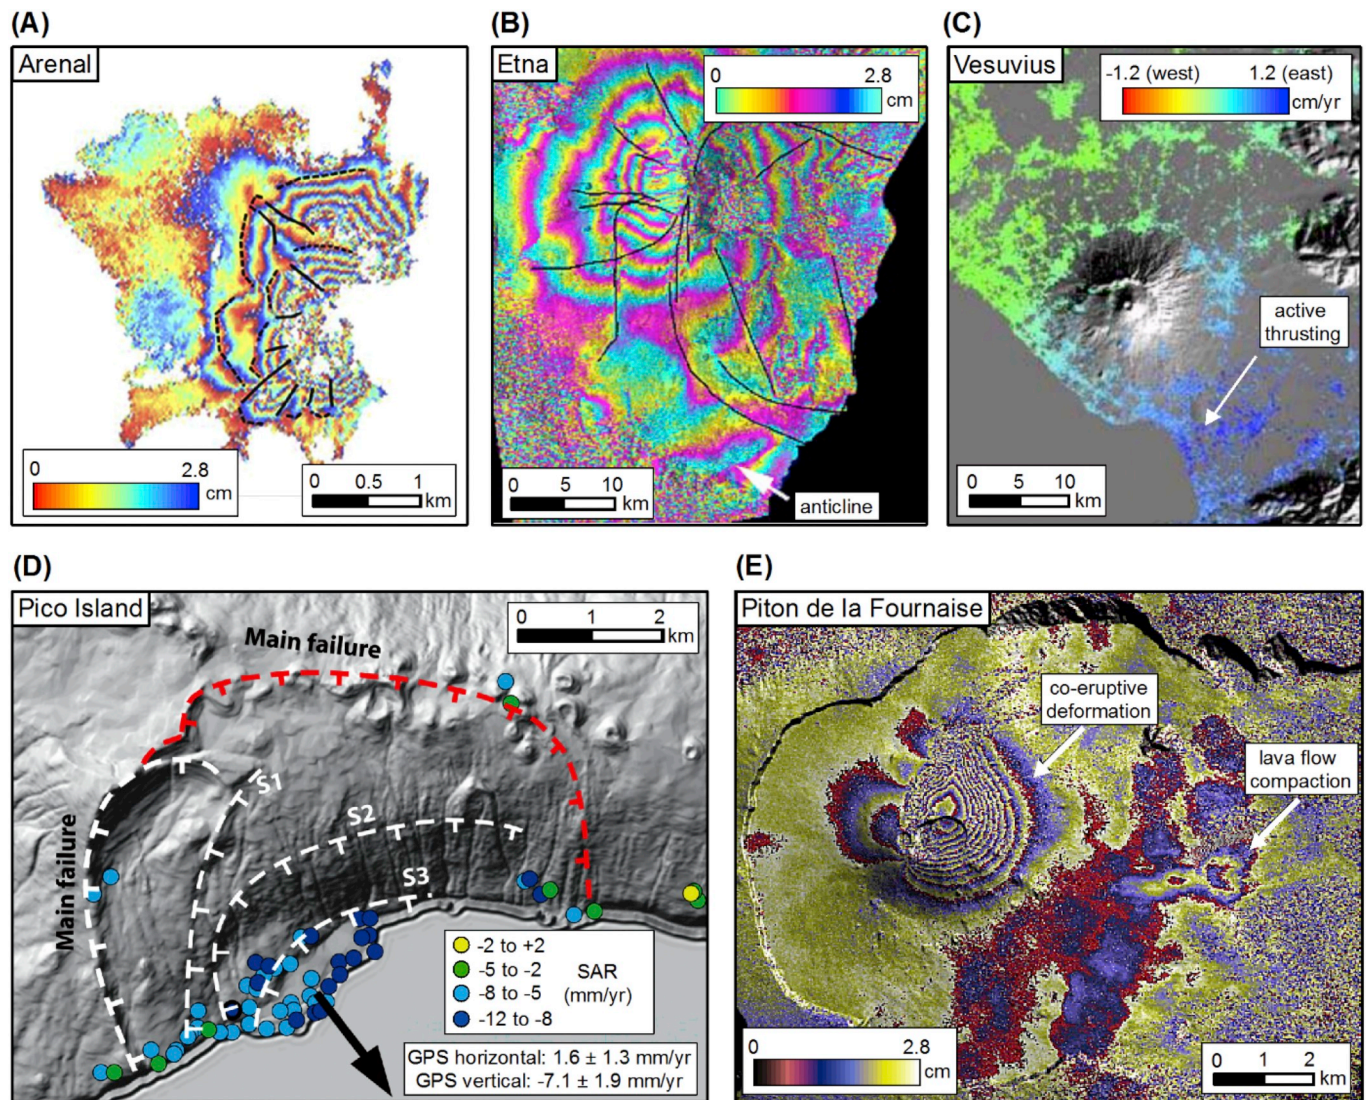 (A)
Arenal
0 2.8
cm
0 0.5 1
km
(B)
Etna
0 2.8
cm
0 5 10
km
anticline
(C)
Vesuvius
-1.2 (west) 1.2 (east)
cm/yr
active
thrusting
0 5 10
km
(D)
Pico Island
0 1 2
km
Main failure
Main failure
S1
S2
S3
-2 to +2
-5 to -2
-8 to -5
-12 to -8
SAR
(mm/yr)
GPS horizontal: 1.6 ± 1.3 mm/yr
GPS vertical: -7.1 ± 1.9 mm/yr
(E)
Piton de la Fournaise
co-eruptive
deformation
lava flow
compaction
0 2.8
cm
0 1 2
km